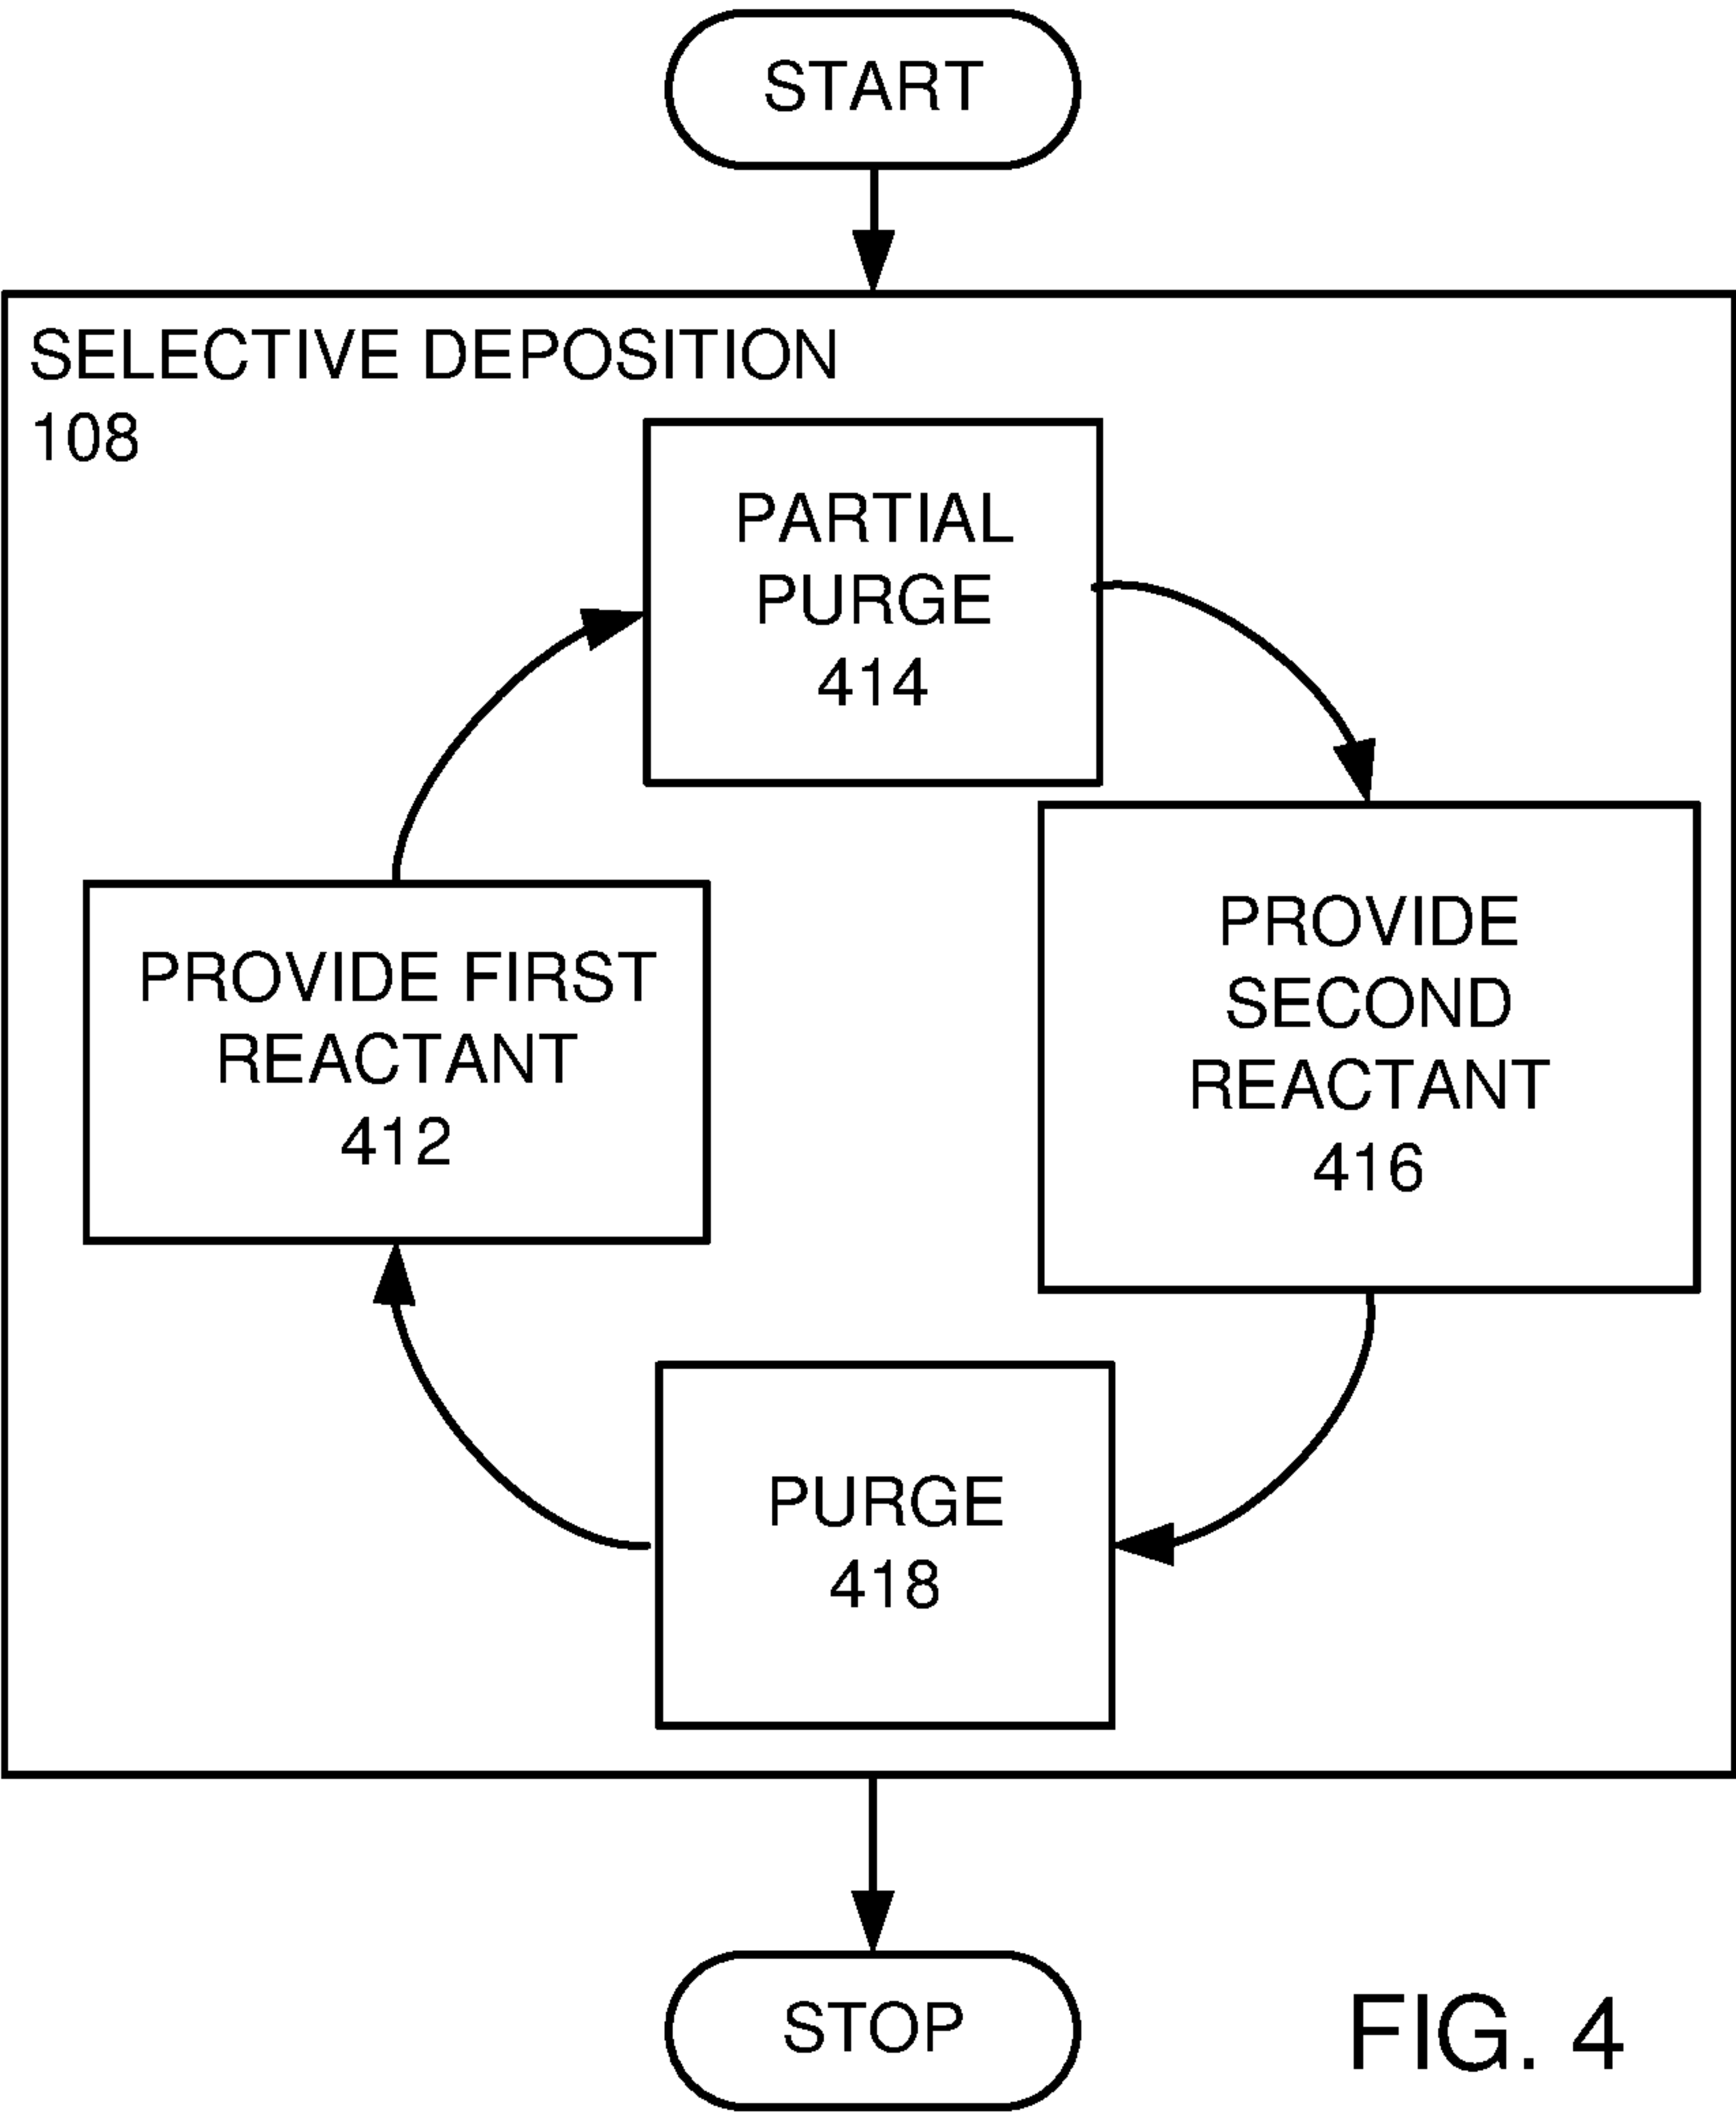 START
SELECTIVE DEPOSITION
108
PARTIAL
PURGE
414
PROVIDE FIRST
REACTANT
412
PROVIDE
SECOND
REACTANT
416
PURGE
418
STOP
FIG. 4